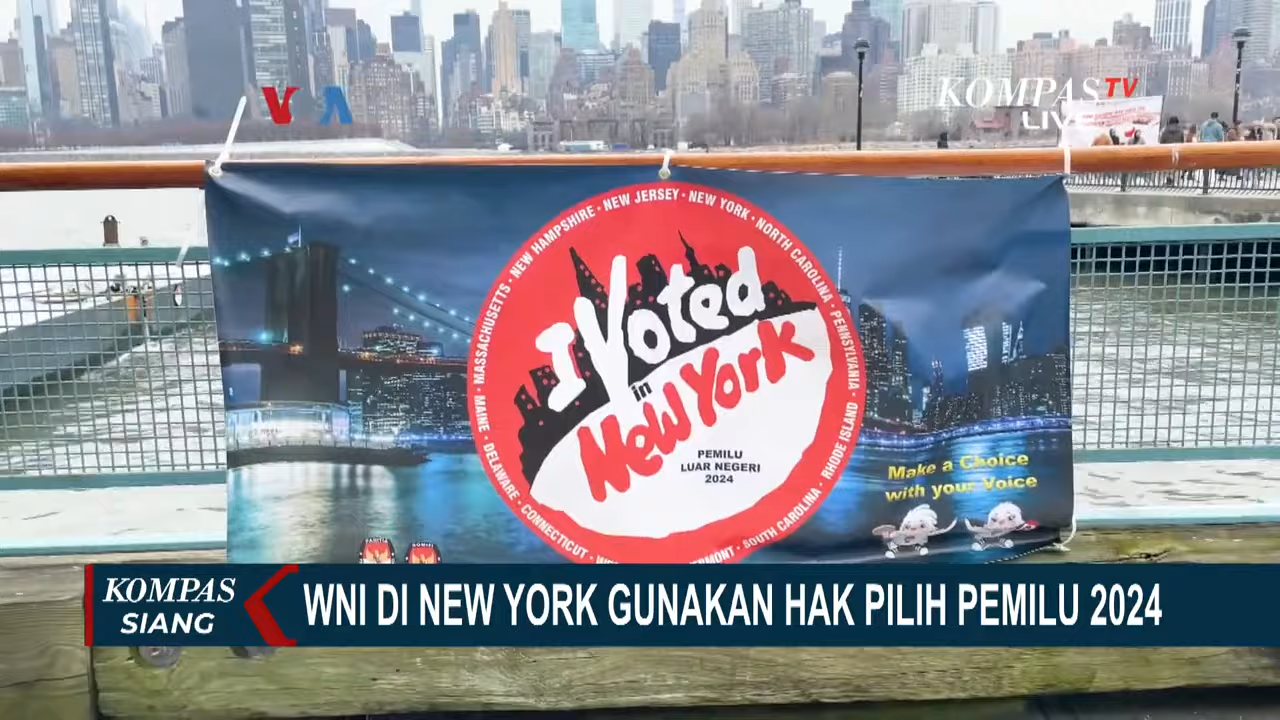 VOA
KOMPAS TV
LIVE
MASSACHUSETTS · NEW HAMPSHIRE · NEW JERSEY · NEW YORK · NORTH CAROLINA · PENNSYLVANIA · RHODE ISLAND · SOUTH CAROLINA ·
MAINE · DELAWARE · CONNECTICUT ·
I Voted
in
New York
PEMILU
LUAR NEGERI
2024
Make a Choice
with your Voice
PANITIA
KOMPAS
SIANG
WNI DI NEW YORK GUNAKAN HAK PILIH PEMILU 2024